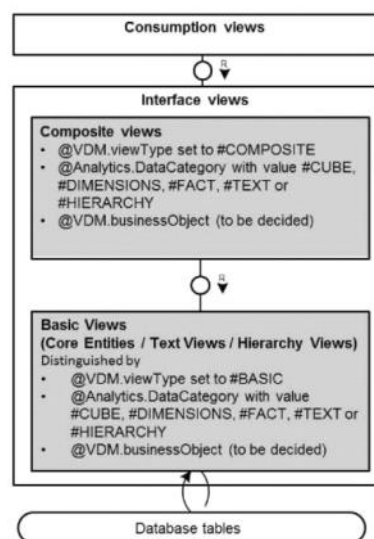 Consumption views
R
Interface views
Composite views
• @VDM.viewType set to #COMPOSITE
• @Analytics.DataCategory with value #CUBE,
#DIMENSIONS, #FACT, #TEXT or
#HIERARCHY
• @VDM.businessObject (to be decided)
R
Basic Views
(Core Entities / Text Views / Hierarchy Views)
Distinguished by
• @VDM.viewType set to #BASIC
• @Analytics.DataCategory with value
#CUBE, #DIMENSIONS, #FACT, #TEXT or
#HIERARCHY
• @VDM.businessObject (to be decided)
Database tables